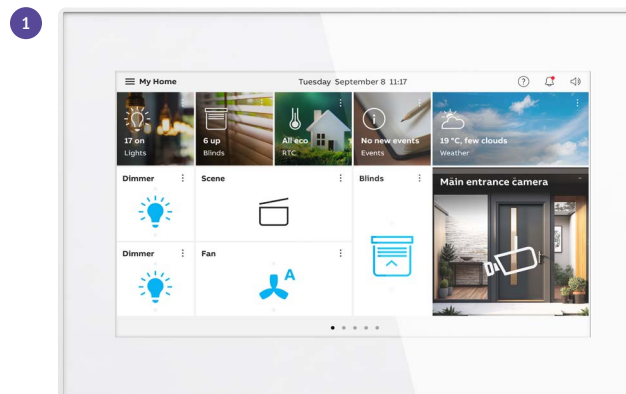 1
My Home
Tuesday September 8 11:17
?
17 on
Lights
6 up
Blinds
All eco
RTC
No new events
Events
19 °C, few clouds
Weather
Dimmer
Scene
Blinds
Main entrance camera
Dimmer
Fan
A